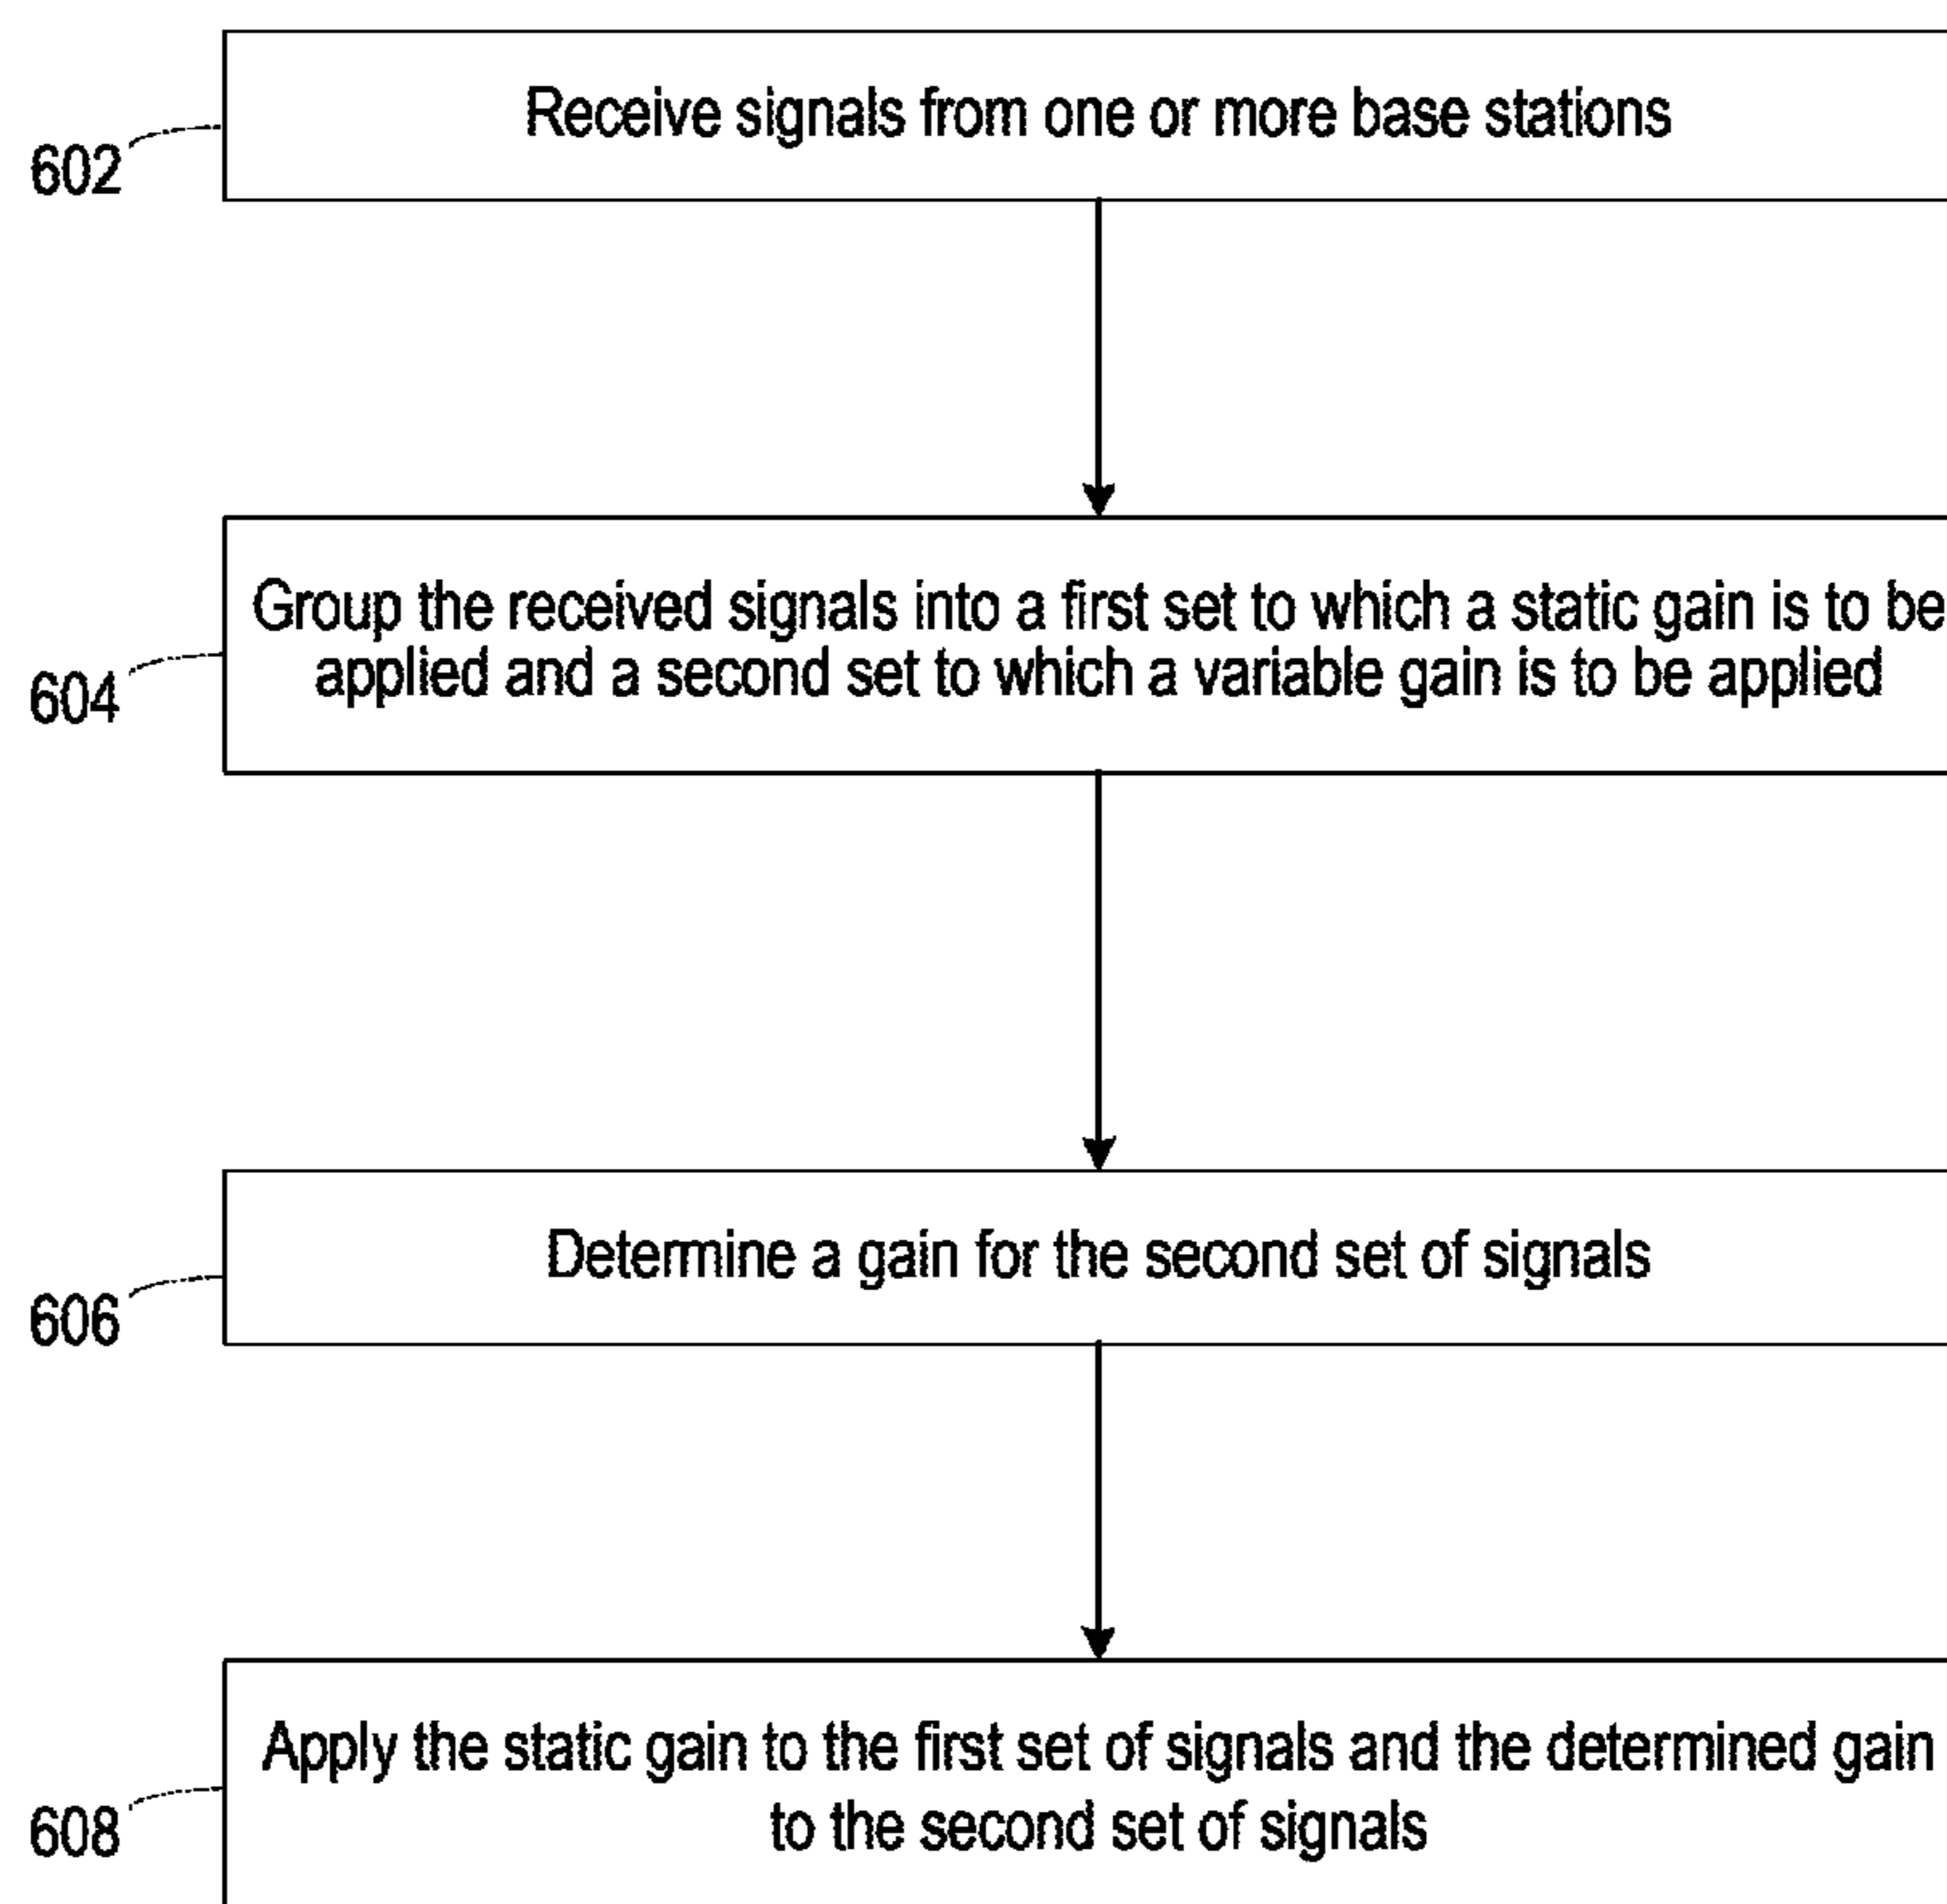 Receive signals from one or more base stations
602
Group the received signals into a first set to which a static gain is to be
applied and a second set to which a variable gain is to be applied
604
Determine a gain for the second set of signals
606
Apply the static gain to the first set of signals and the determined gain
to the second set of signals
608